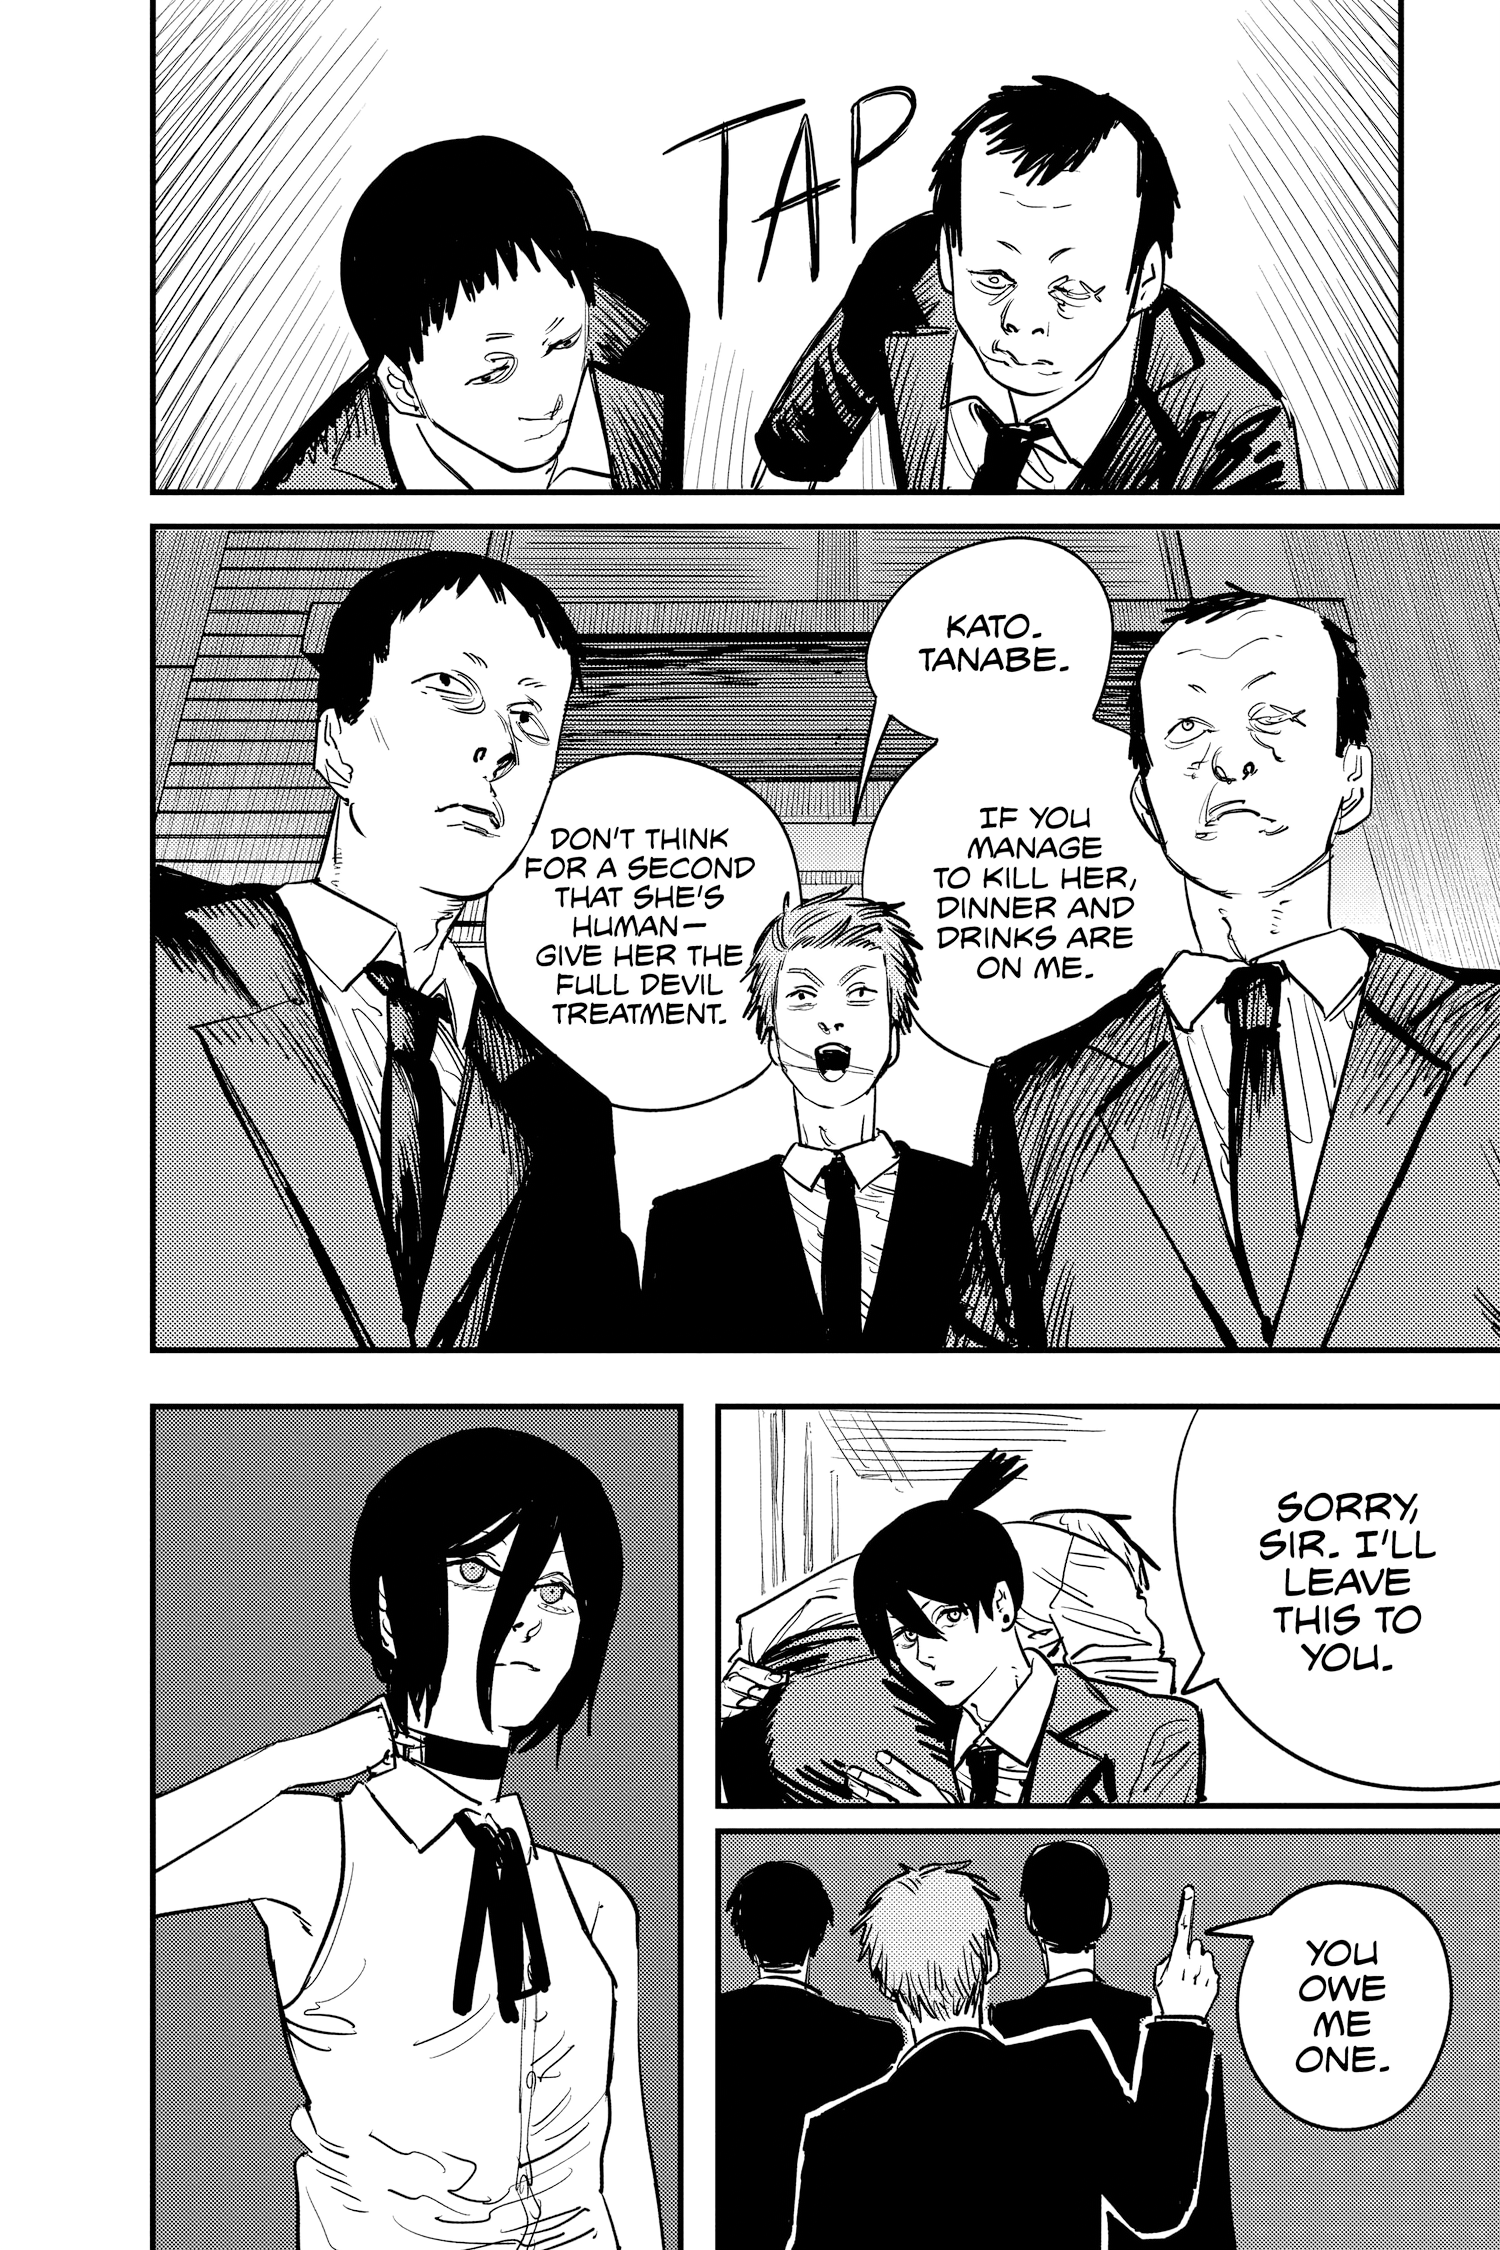 TAP
KATO.
TANABE.
IF YOU
MANAGE
TO KILL HER,
DINNER AND
DRINKS ARE
ON ME.
DON'T THINK
FOR A SECOND
THAT SHE'S
HUMAN—
GIVE HER THE
FULL DEVIL
TREATMENT.
SORRY,
SIR. I'LL
LEAVE
THIS TO
YOU.
YOU
OWE
ME
ONE.